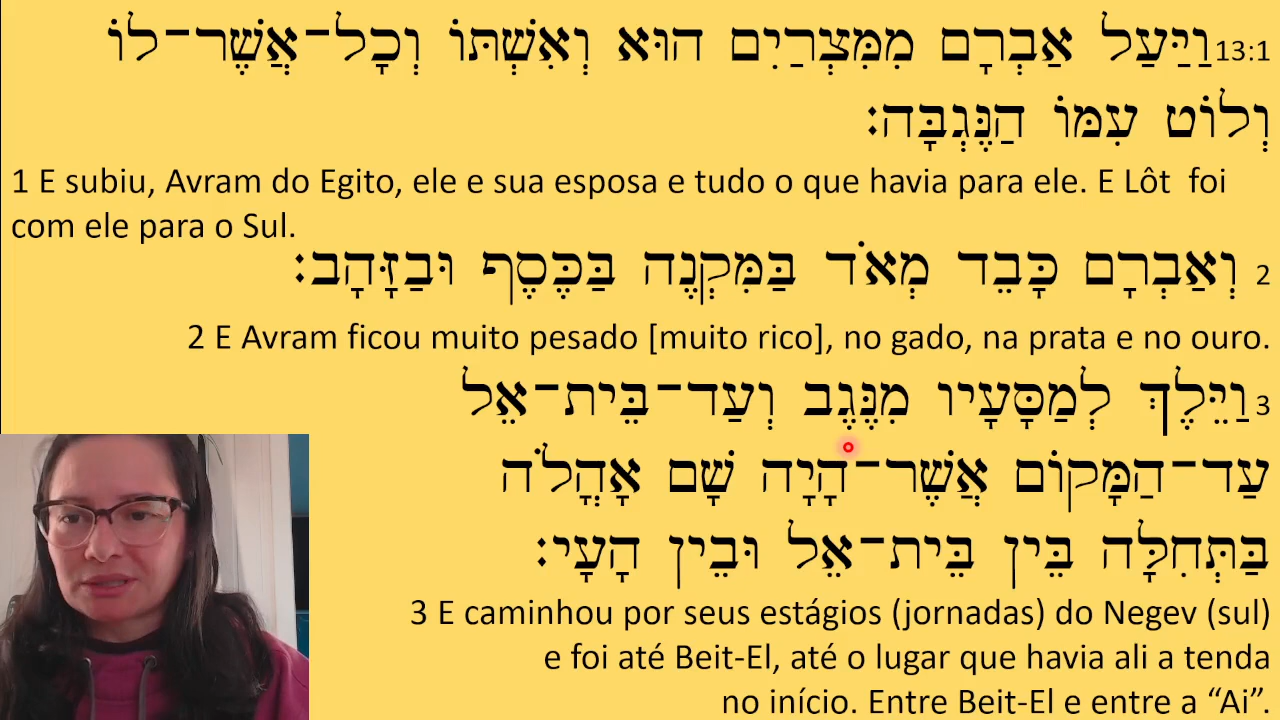 13:1 וַיַּעַל אַבְרָם מִמִּצְרַיִם הוּא וְאִשְׁתּוֹ וְכָל־אֲשֶׁר־לוֹ
וְלוֹט עִמּוֹ הַנֶּגְבָּה׃
1 E subiu, Avram do Egito, ele e sua esposa e tudo o que havia para ele. E Lôt foi
com ele para o Sul.
2 וְאַבְרָם כָּבֵד מְאֹד בַּמִּקְנֶה בַּכֶּסֶף וּבַזָּהָב׃
2 E Avram ficou muito pesado [muito rico], no gado, na prata e no ouro.
3 וַיֵּלֶךְ לְמַסָּעָיו מִנֶּגֶב וְעַד־בֵּית־אֵל
עַד־הַמָּקוֹם אֲשֶׁר־הָיָה שָׁם אָהֳלֹה
בַּתְּחִלָּה בֵּין בֵּית־אֵל וּבֵין הָעָי׃
3 E caminhou por seus estágios (jornadas) do Negev (sul)
e foi até Beit-El, até o lugar que havia ali a tenda
no início. Entre Beit-El e entre a “Ai”.